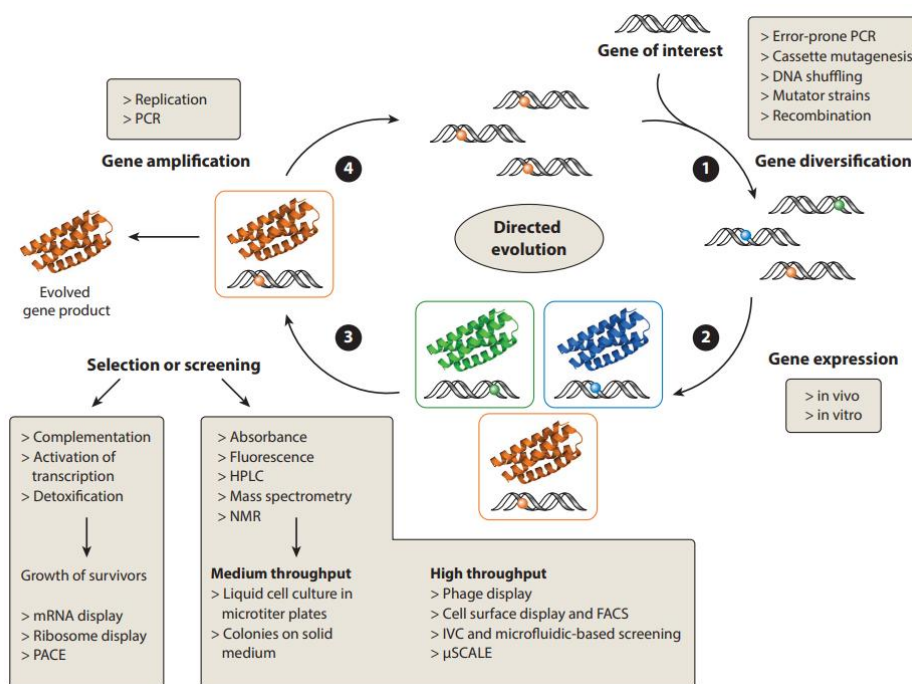 Gene of interest
> Error-prone PCR
> Cassette mutagenesis
> DNA shuffling
> Mutator strains
> Recombination
Gene diversification
> Replication
> PCR
Gene amplification
4
1
Directed
evolution
Evolved
gene product
3
2
Gene expression
> in vivo
> in vitro
Selection or screening
> Complementation
> Activation of
transcription
> Detoxification
Growth of survivors
> mRNA display
> Ribosome display
> PACE
> Absorbance
> Fluorescence
> HPLC
> Mass spectrometry
> NMR
Medium throughput
> Liquid cell culture in
microtiter plates
> Colonies on solid
medium
High throughput
> Phage display
> Cell surface display and FACS
> IVC and microfluidic-based screening
> µSCALE